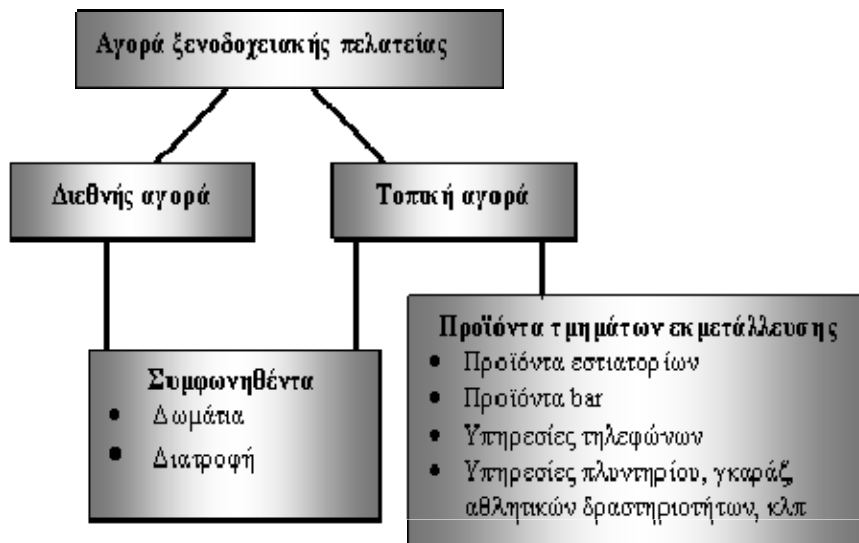 Αγορά ξενοδοχειακής πελατείας
Διεθνής αγορά
Τοπική αγορά
Συμφωνηθέντα
• Δωμάτια
• Διατροφή
Προϊόντα τμημάτων εκμετάλλευσης
• Προϊόντα εστιατορίων
• Προϊόντα bar
• Υπηρεσίες τηλεφώνων
• Υπηρεσίες πλυντηρίου, γκαράζ,
αθλητικών δραστηριοτήτων, κλπ